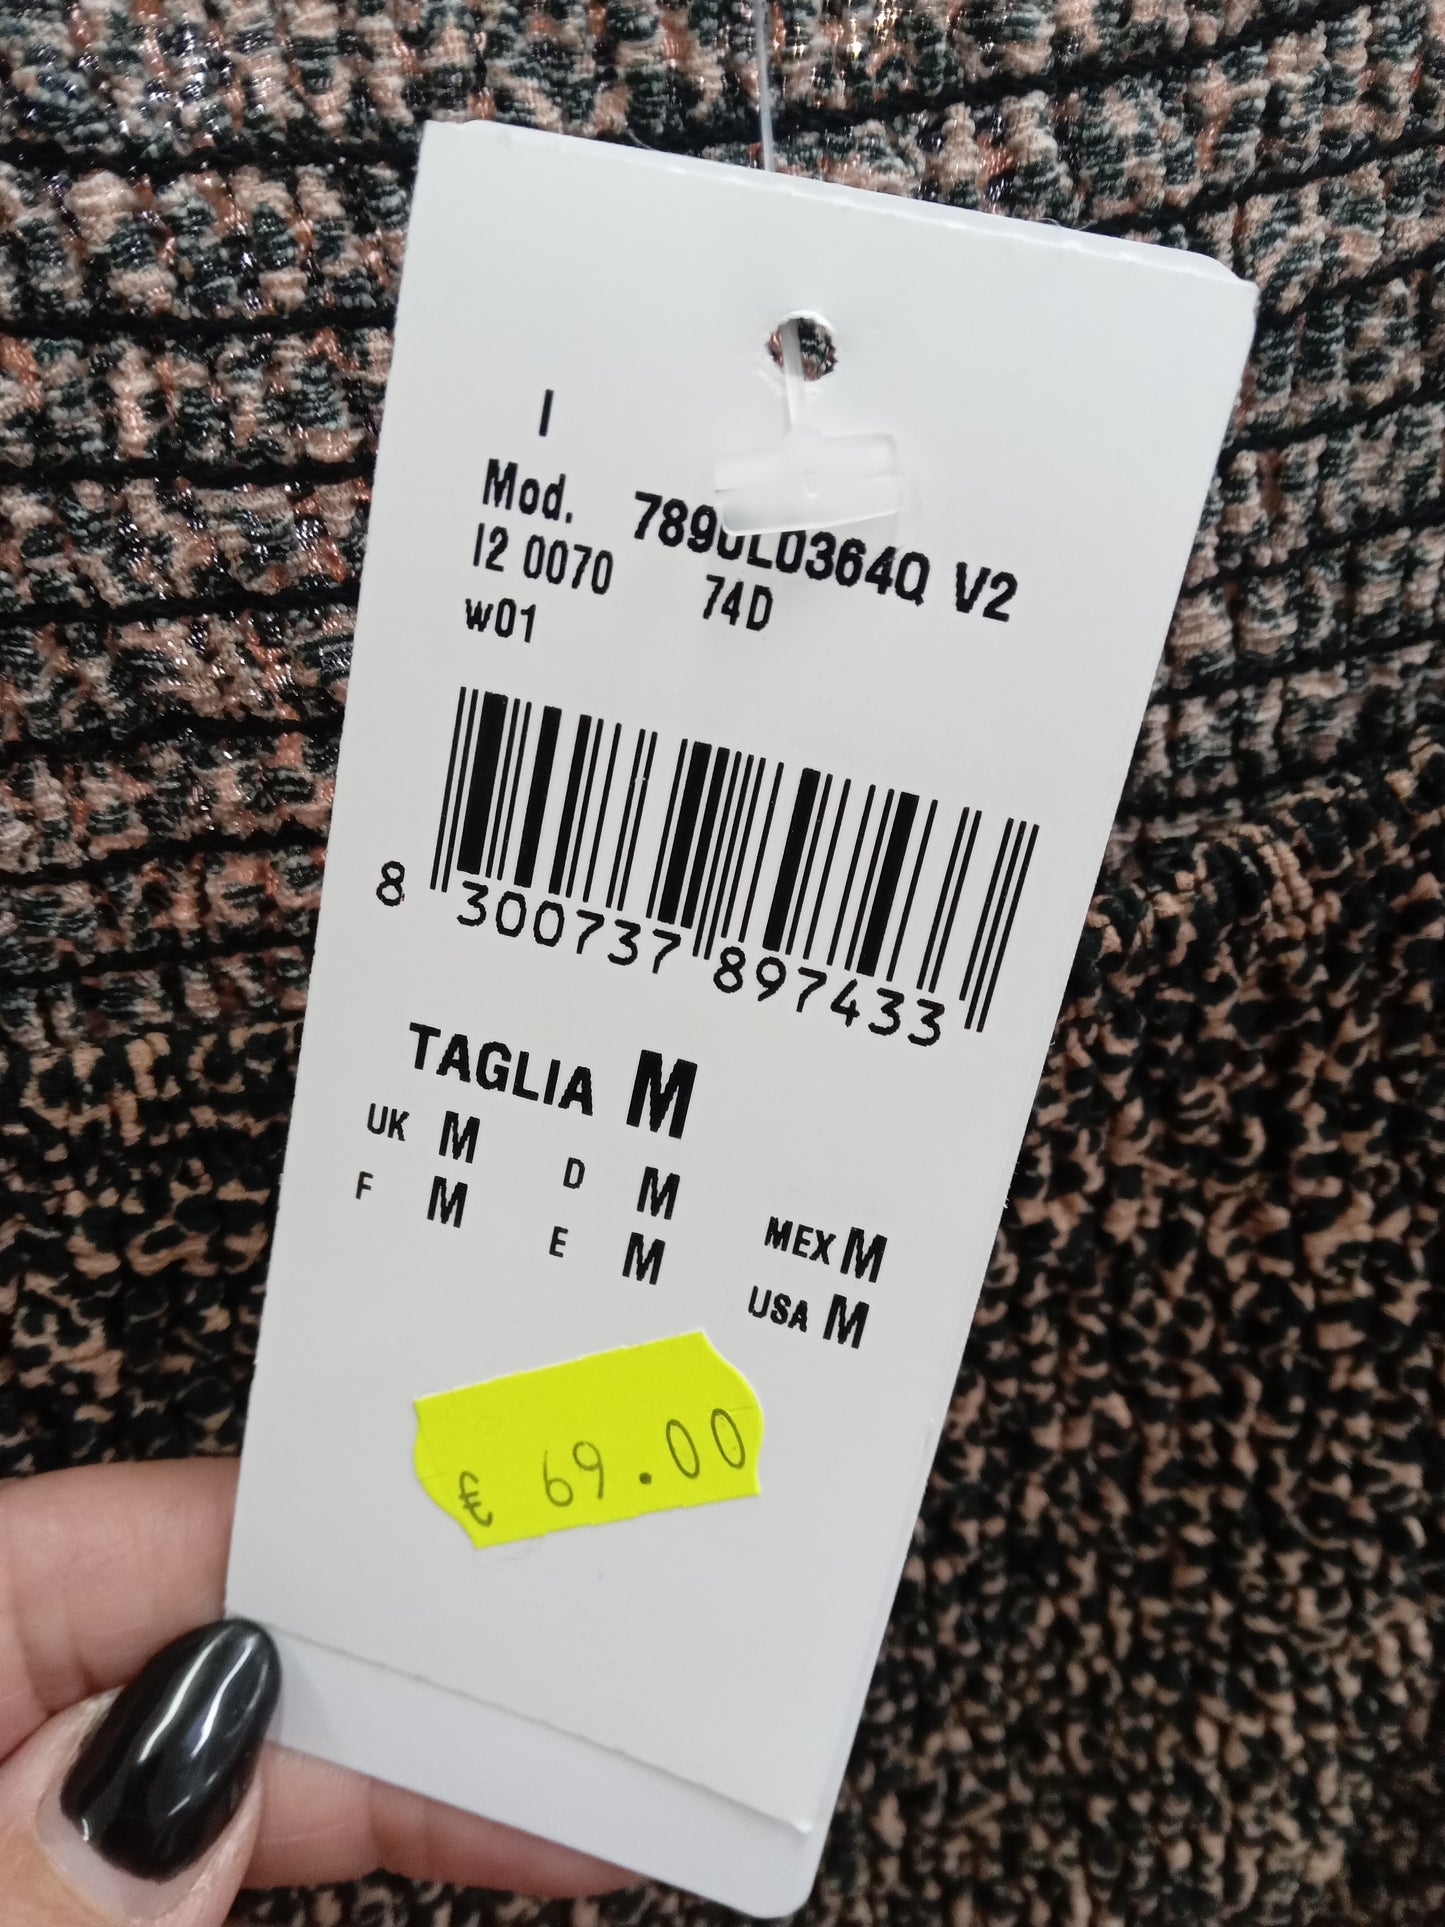 I
Mod. 7890L0364Q V2
I2 0070 74D
w01
8 300737 897433
TAGLIA M
UK M D M MEX M
F M E M USA M
€ 69.00